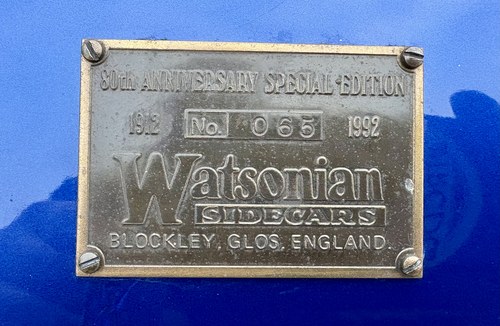 80th ANNIVERSARY SPECIAL EDITION
1912 No. 065 1992
Watsonian
SIDECARS
BLOCKLEY, GLOS, ENGLAND.